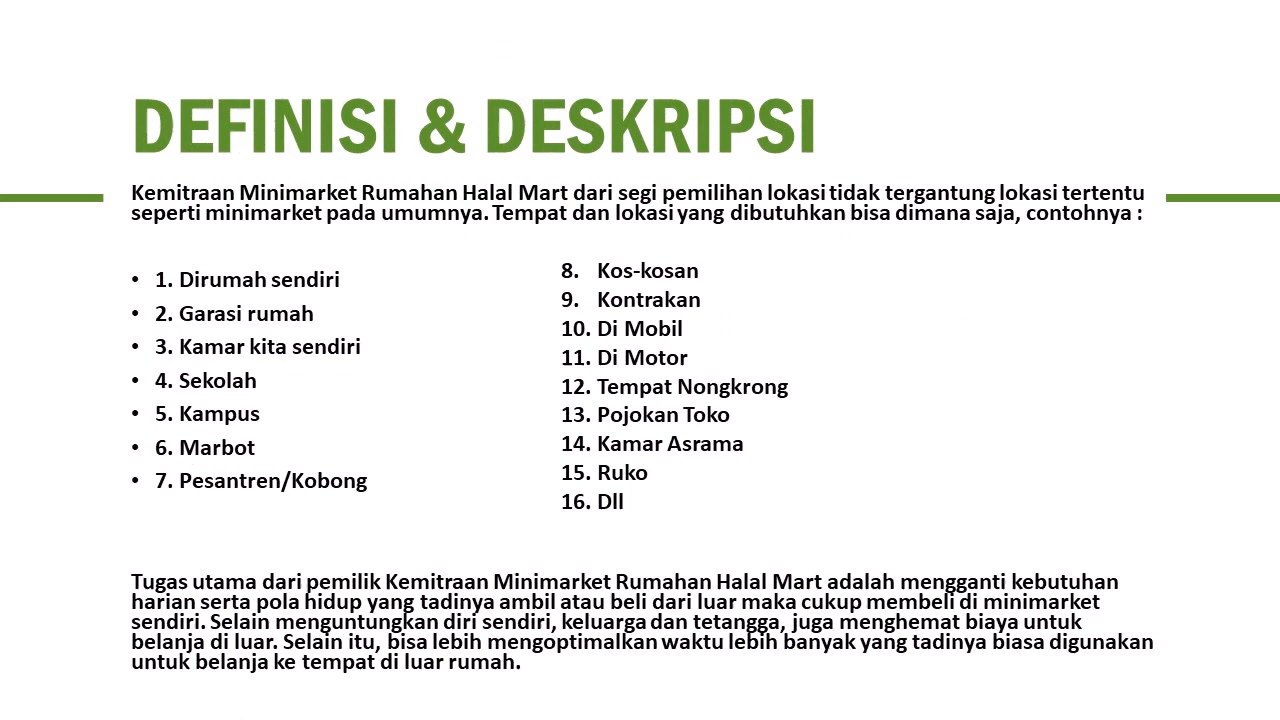 DEFINISI & DESKRIPSI
Kemitraan Minimarket Rumahan Halal Mart dari segi pemilihan lokasi tidak tergantung lokasi tertentu
seperti minimarket pada umumnya. Tempat dan lokasi yang dibutuhkan bisa dimana saja, contohnya :
• 1. Dirumah sendiri
• 2. Garasi rumah
• 3. Kamar kita sendiri
• 4. Sekolah
• 5. Kampus
• 6. Marbot
• 7. Pesantren/Kobong
8. Kos-kosan
9. Kontrakan
10. Di Mobil
11. Di Motor
12. Tempat Nongkrong
13. Pojokan Toko
14. Kamar Asrama
15. Ruko
16. Dll
Tugas utama dari pemilik Kemitraan Minimarket Rumahan Halal Mart adalah mengganti kebutuhan
harian serta pola hidup yang tadinya ambil atau beli dari luar maka cukup membeli di minimarket
sendiri. Selain menguntungkan diri sendiri, keluarga dan tetangga, juga menghemat biaya untuk
belanja di luar. Selain itu, bisa lebih mengoptimalkan waktu lebih banyak yang tadinya biasa digunakan
untuk belanja ke tempat di luar rumah.